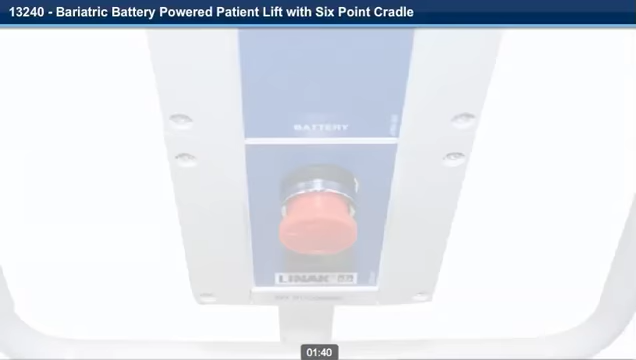 13240 - Bariatric Battery Powered Patient Lift with Six Point Cradle
BATTERY
LINAK
01:40